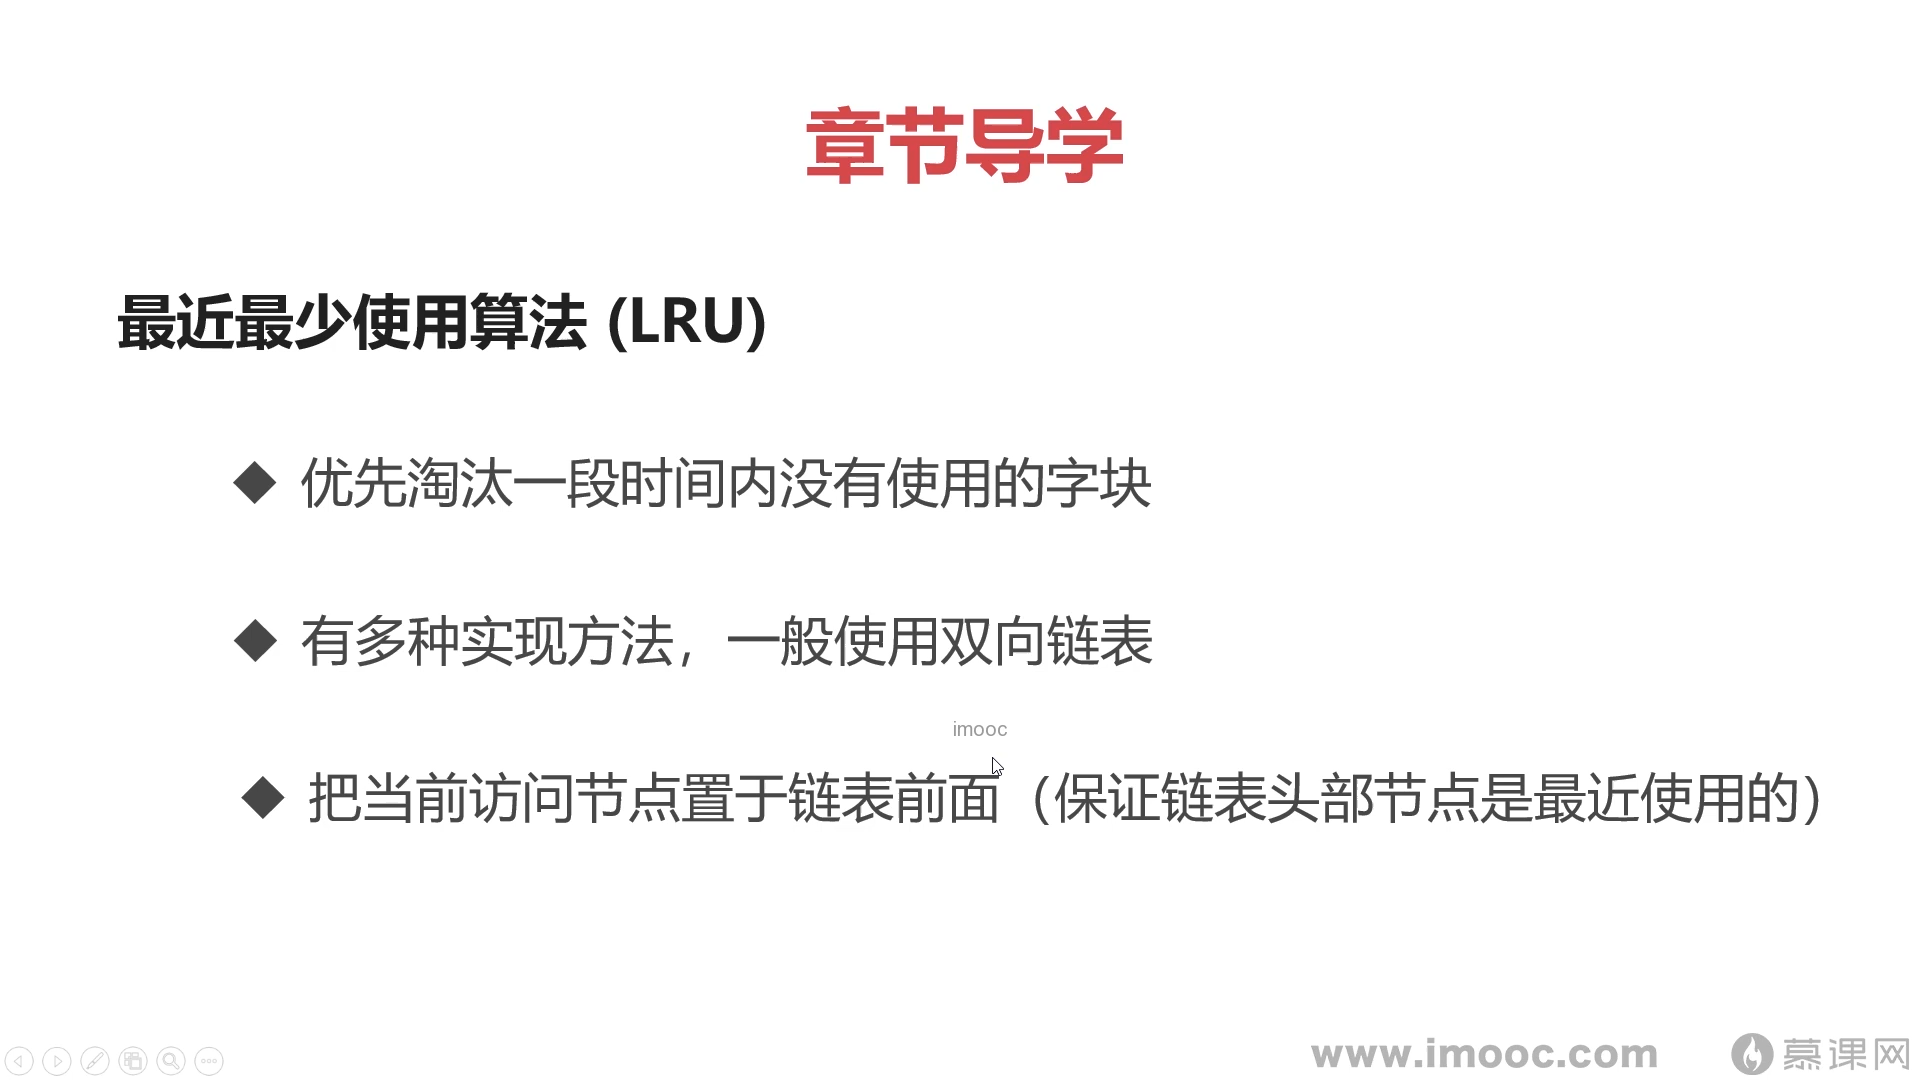 章节导学
最近最少使用算法 (LRU)
◆ 优先淘汰一段时间内没有使用的字块
◆ 有多种实现方法，一般使用双向链表
imooc
◆ 把当前访问节点置于链表前面（保证链表头部节点是最近使用的）
www.imooc.com 慕课网